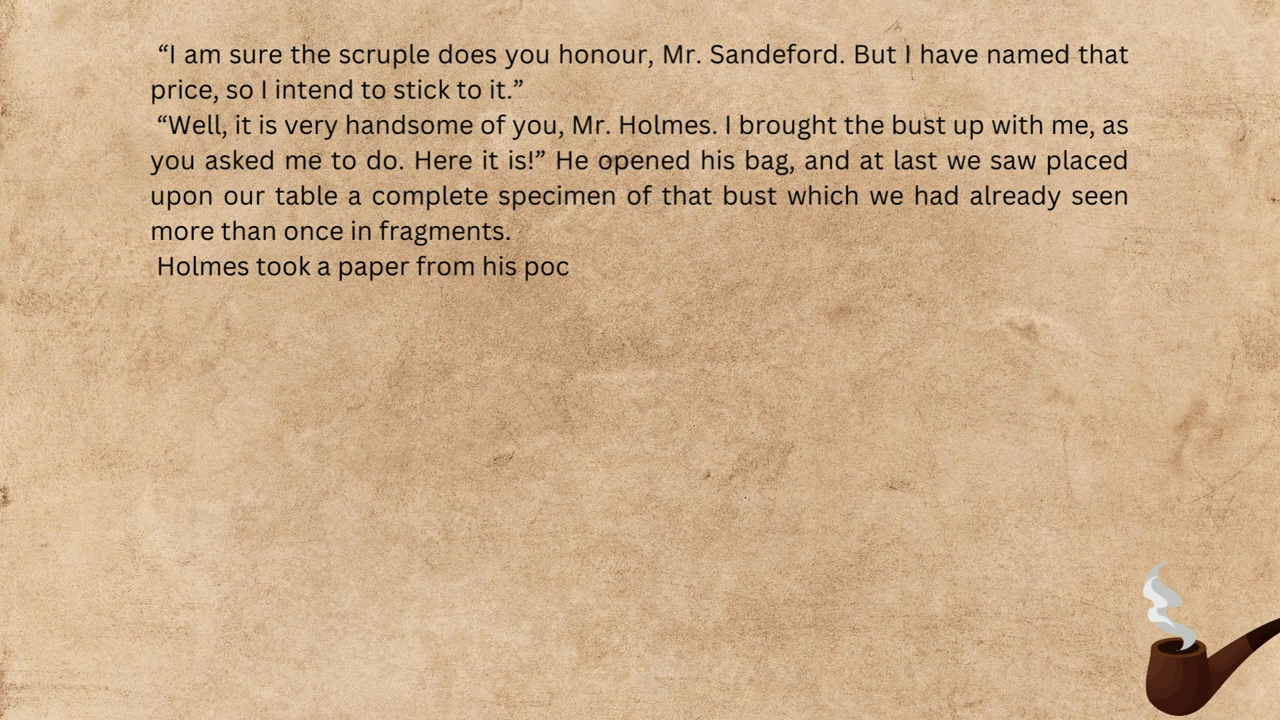 “I am sure the scruple does you honour, Mr. Sandeford. But I have named that
price, so I intend to stick to it.”
“Well, it is very handsome of you, Mr. Holmes. I brought the bust up with me, as
you asked me to do. Here it is!” He opened his bag, and at last we saw placed
upon our table a complete specimen of that bust which we had already seen
more than once in fragments.
Holmes took a paper from his poc